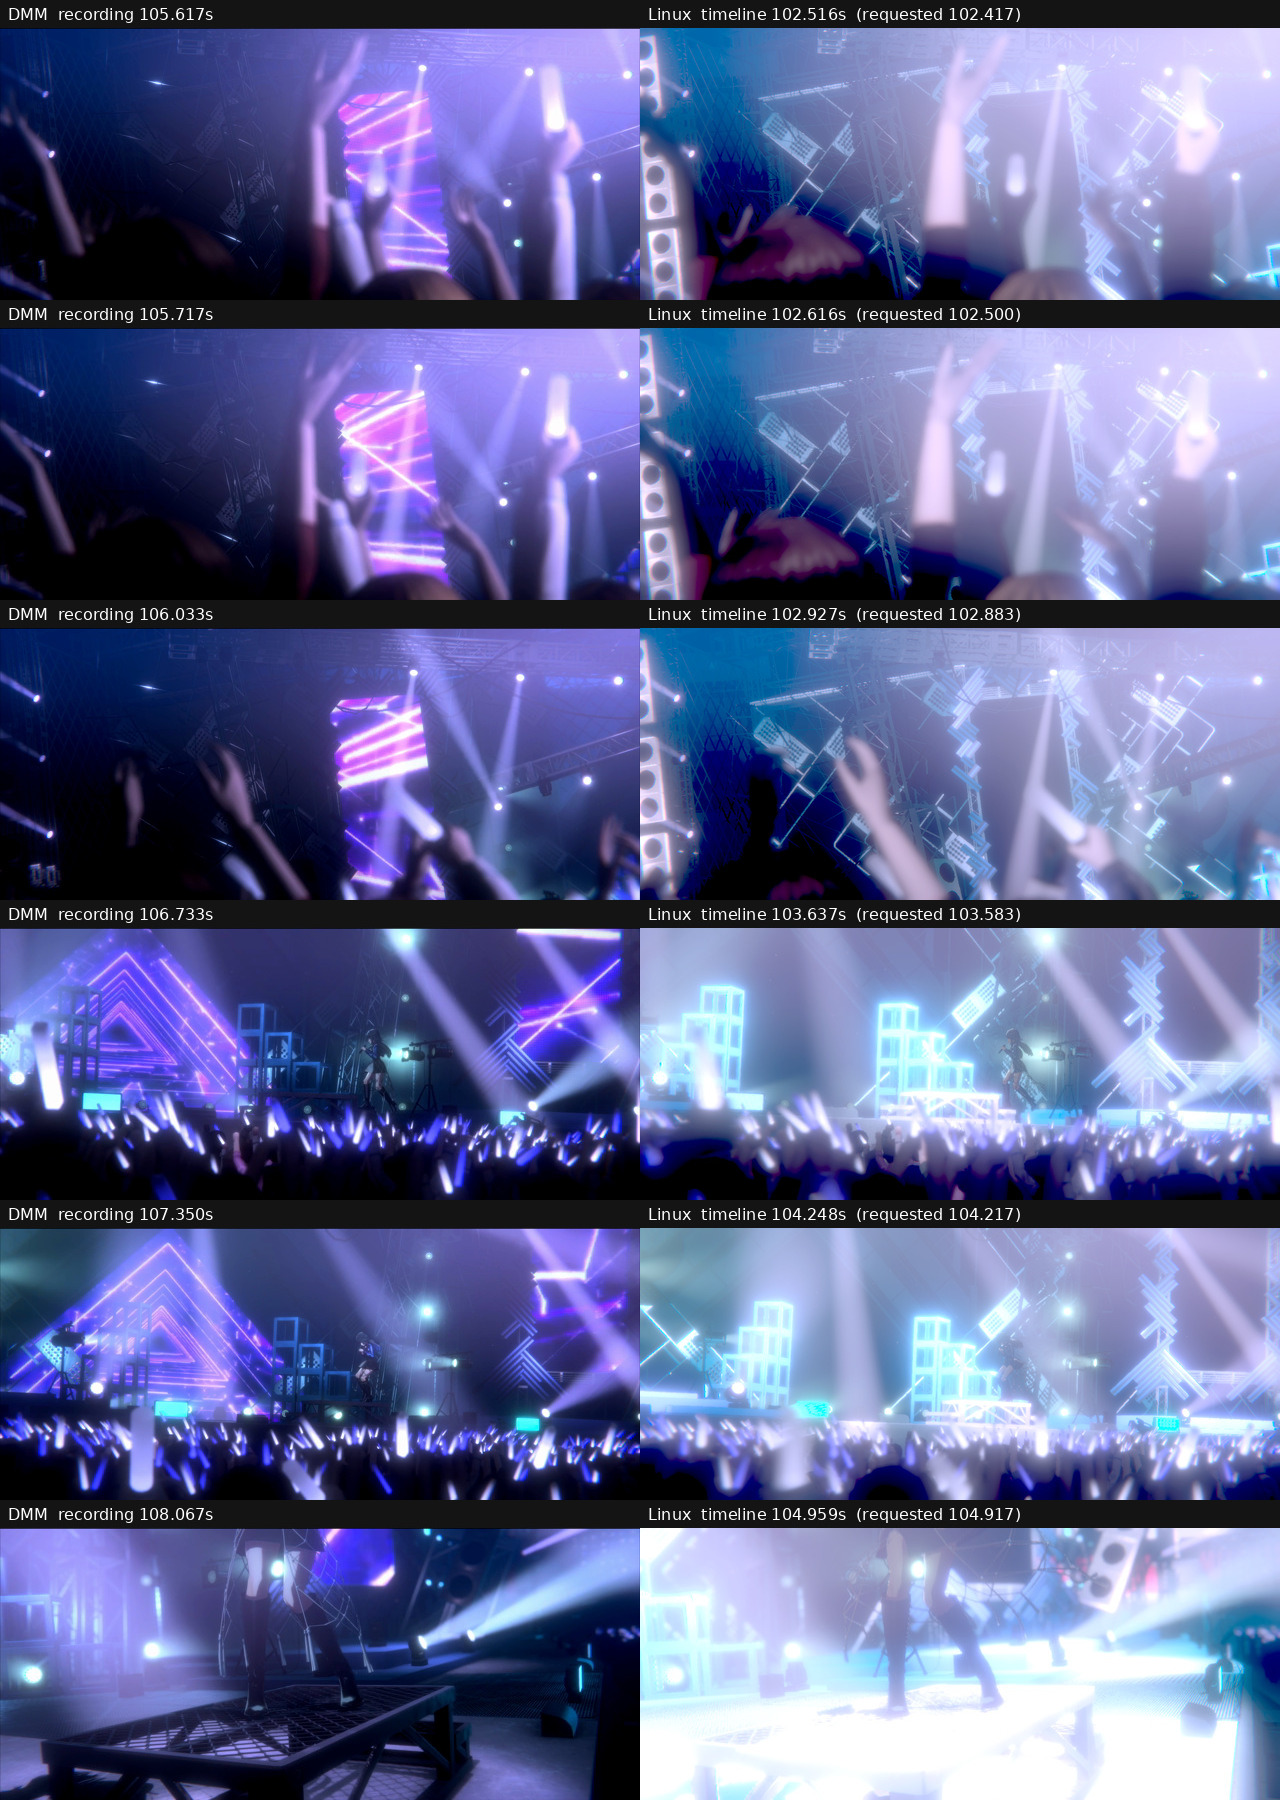 DMM  recording 105.617s
Linux  timeline 102.516s  (requested 102.417)
DMM  recording 105.717s
Linux  timeline 102.616s  (requested 102.500)
DMM  recording 106.033s
Linux  timeline 102.927s  (requested 102.883)
DMM  recording 106.733s
Linux  timeline 103.637s  (requested 103.583)
DMM  recording 107.350s
Linux  timeline 104.248s  (requested 104.217)
DMM  recording 108.067s
Linux  timeline 104.959s  (requested 104.917)